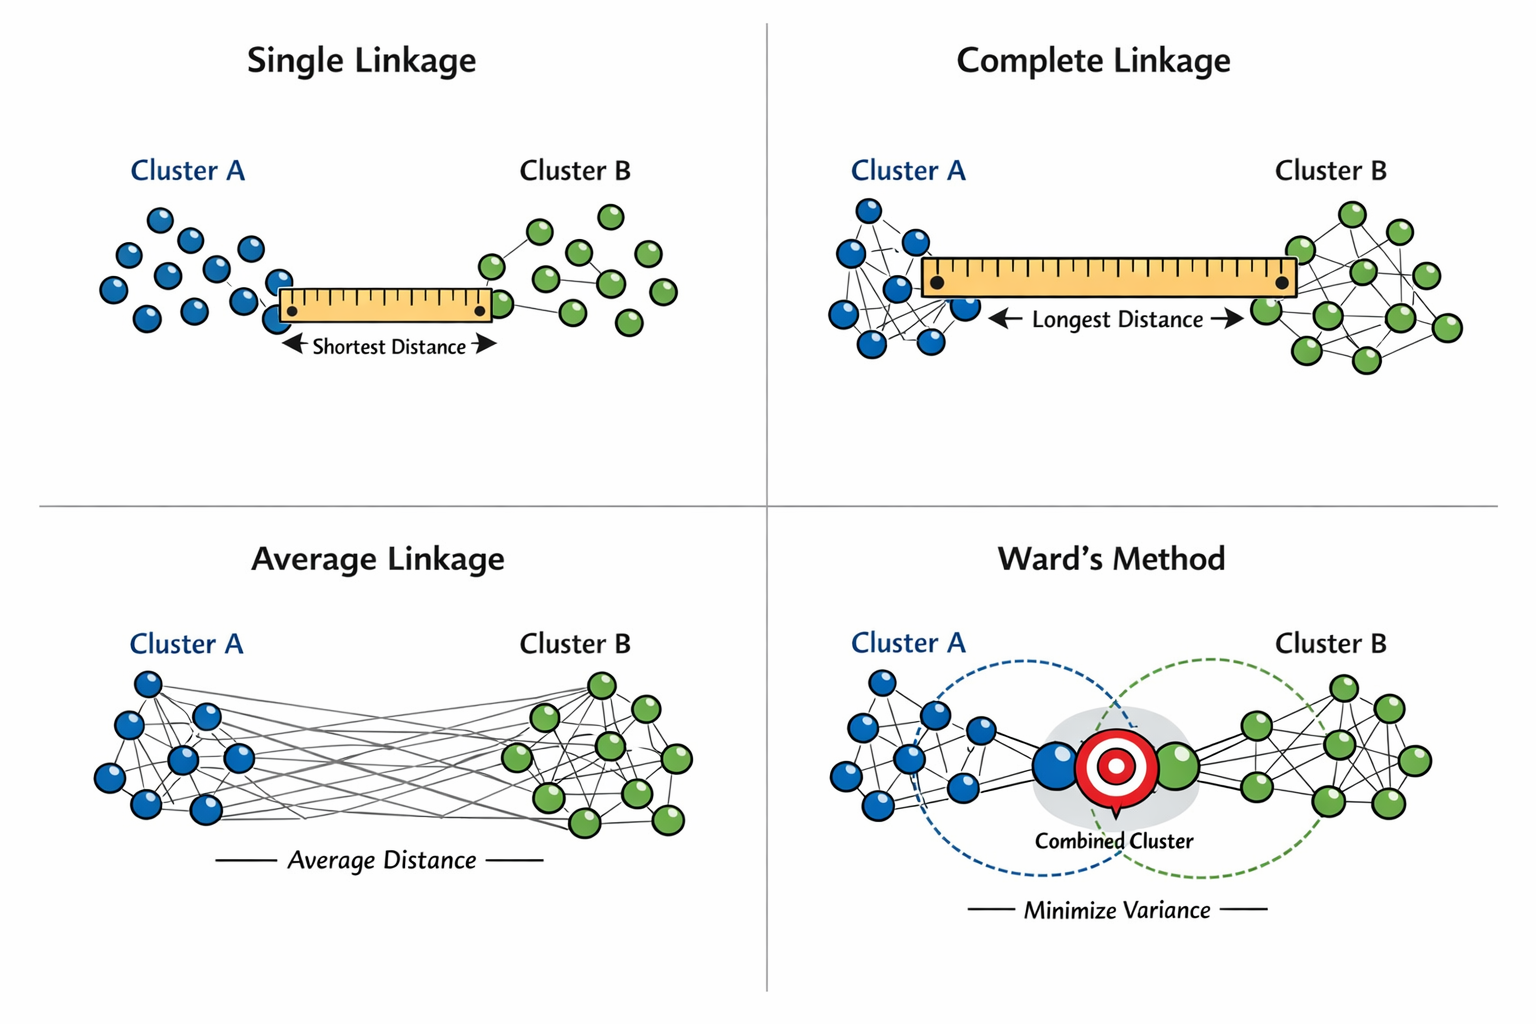 Single Linkage
Cluster A
Cluster B
Shortest Distance
Complete Linkage
Cluster A
Cluster B
Longest Distance
Average Linkage
Cluster A
Cluster B
Average Distance
Ward's Method
Cluster A
Cluster B
Combined Cluster
Minimize Variance